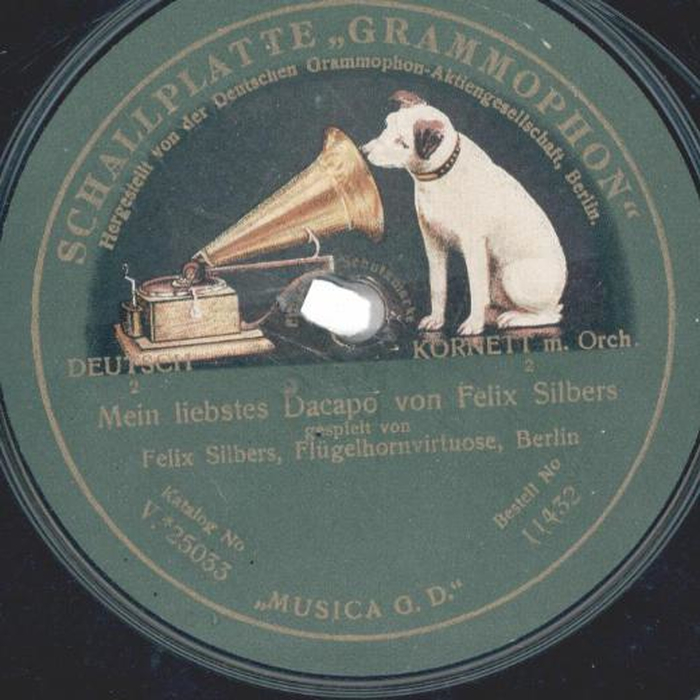 SCHALLPLATTE „GRAMMOPHON“
Hergestellt von der Deutschen Grammophon-Aktiengesellschaft, Berlin.
Schutzmarke
DEUTSCH
2
KORNETT m. Orch.
2
Mein liebstes Dacapo von Felix Silbers
gespielt von
Felix Silbers, Flügelhornvirtuose, Berlin
Katalog No
V. *25033
Bestell No
11432
„MUSICA G. D.“